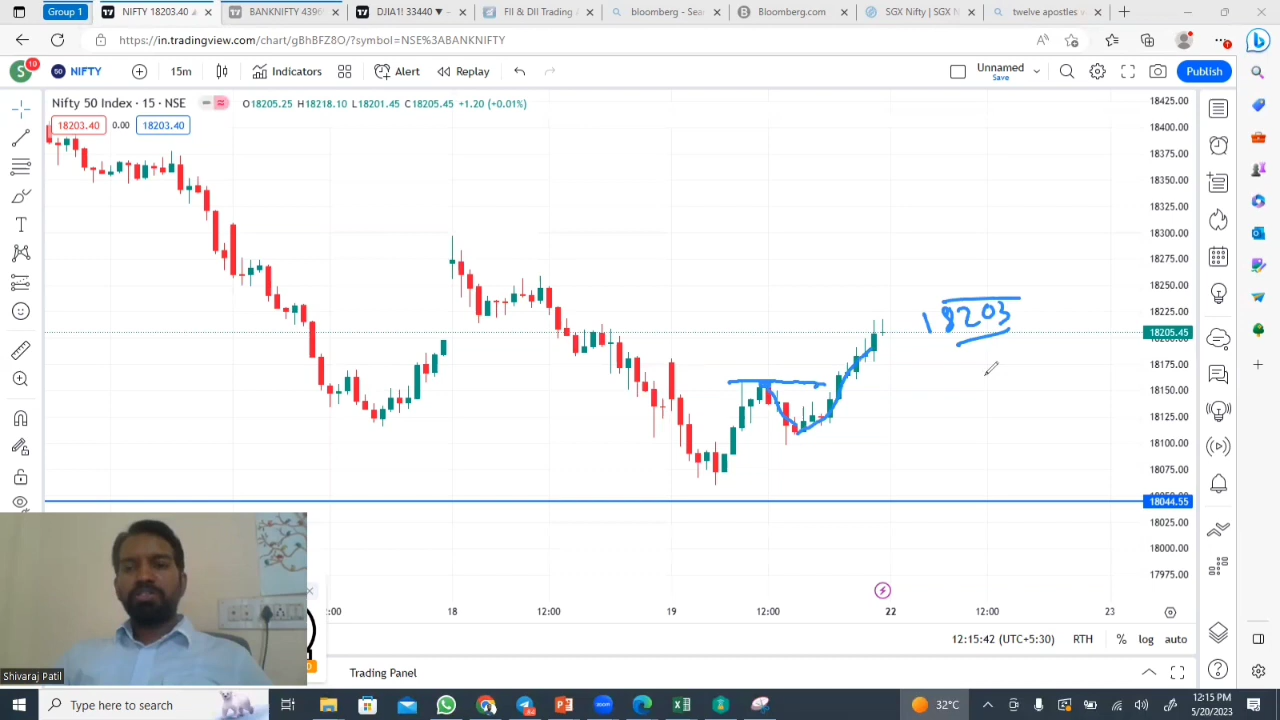 Group 1
NIFTY 18203.40
BANKNIFTY 4396
DJIA1! 33440 ▼ −
FII & DII Trading
bloomberg - Sea
Bloomberg.com
SGX Nifty | SGX N
twelve apostles v
https://in.tradingview.com/chart/gBhBFZ8O/?symbol=NSE%3ABANKNIFTY
S 10
50 NIFTY
15m
Indicators
Alert
Replay
Unnamed
Save
Publish
Nifty 50 Index · 15 · NSE
O18205.25 H18218.10 L18201.45 C18205.45 +1.20 (+0.01%)
18203.40 0.00 18203.40
18425.00
18400.00
18375.00
18350.00
18325.00
18300.00
18275.00
18250.00
18225.00
18203
18205.45
18200.00
18175.00
18150.00
18125.00
18100.00
18075.00
18044.55
18025.00
18000.00
17975.00
:00 18 12:00 19 12:00 22 12:00 23
12:15:42 (UTC+5:30) RTH % log auto
Trading Panel
Shivaraj Patil
Type here to search
zoom
32°C
12:15 PM
5/20/2023